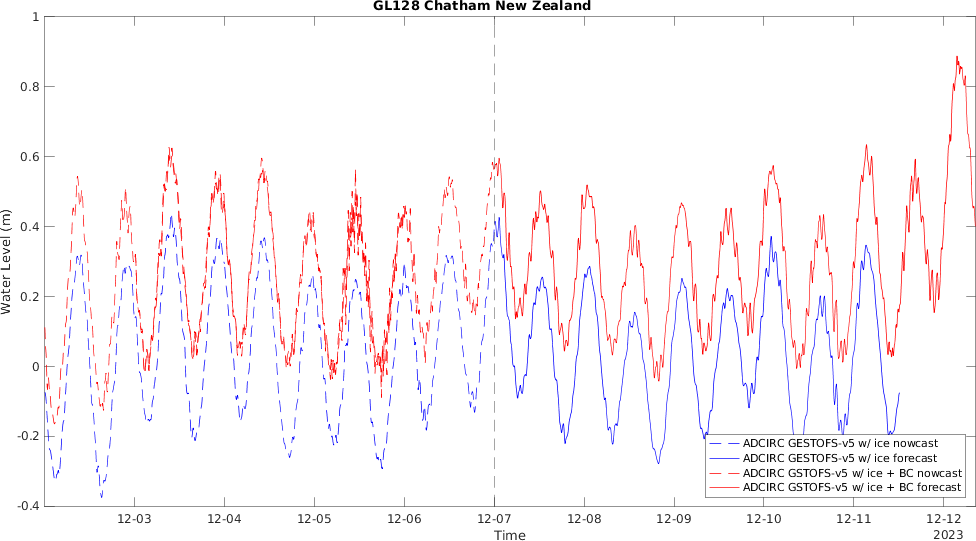 GL128 Chatham New Zealand
1
0.8
0.6
0.4
0.2
0
-0.2
-0.4
Water Level (m)
12-03
12-04
12-05
12-06
12-07
12-08
12-09
12-10
12-11
12-12
2023
Time
ADCIRC GESTOFS-v5 w/ ice nowcast
ADCIRC GESTOFS-v5 w/ ice forecast
ADCIRC GSTOFS-v5 w/ ice + BC nowcast
ADCIRC GSTOFS-v5 w/ ice + BC forecast